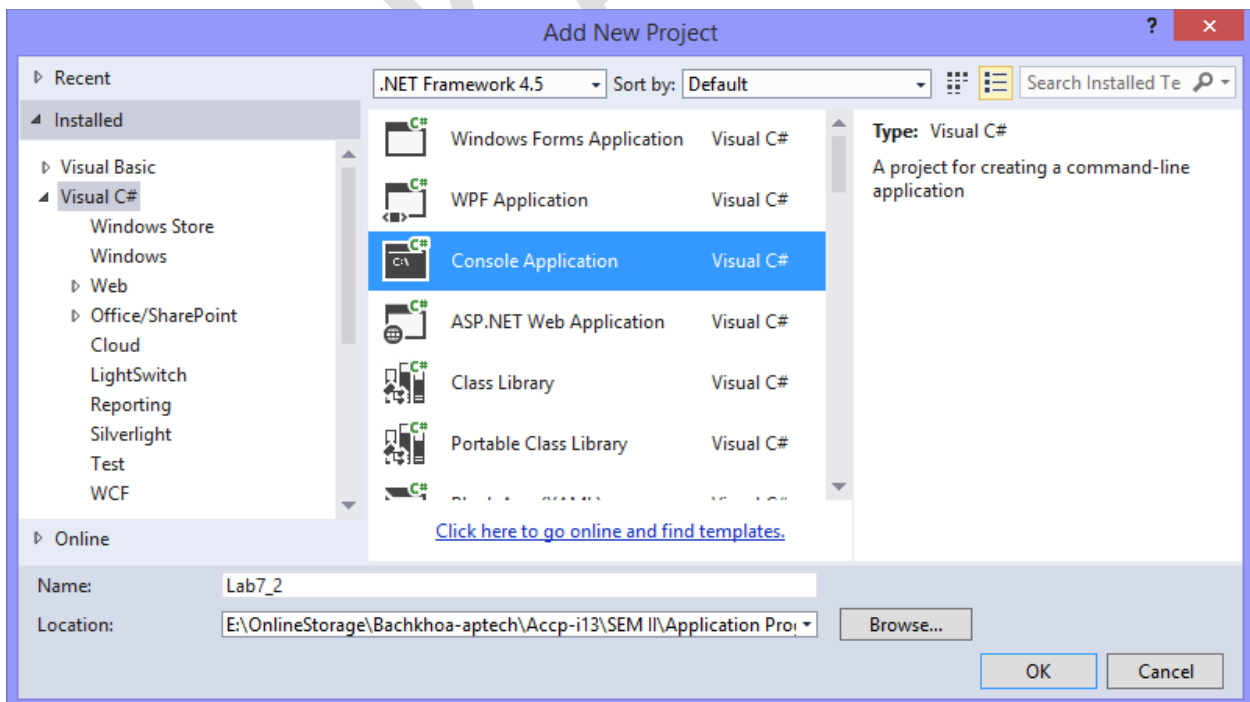 Add New Project
?
×
Recent
.NET Framework 4.5
Sort by:
Default
Search Installed Te
Installed
Visual Basic
Visual C#
Windows Store
Windows
Web
Office/SharePoint
Cloud
LightSwitch
Reporting
Silverlight
Test
WCF
Online
Windows Forms Application Visual C#
WPF Application Visual C#
Console Application Visual C#
ASP.NET Web Application Visual C#
Class Library Visual C#
Portable Class Library Visual C#
Click here to go online and find templates.
Type: Visual C#
A project for creating a command-line
application
Name: Lab7_2
Location: E:\OnlineStorage\Bachkhoa-aptech\Accp-i13\SEM II\Application Pro
Browse...
OK
Cancel